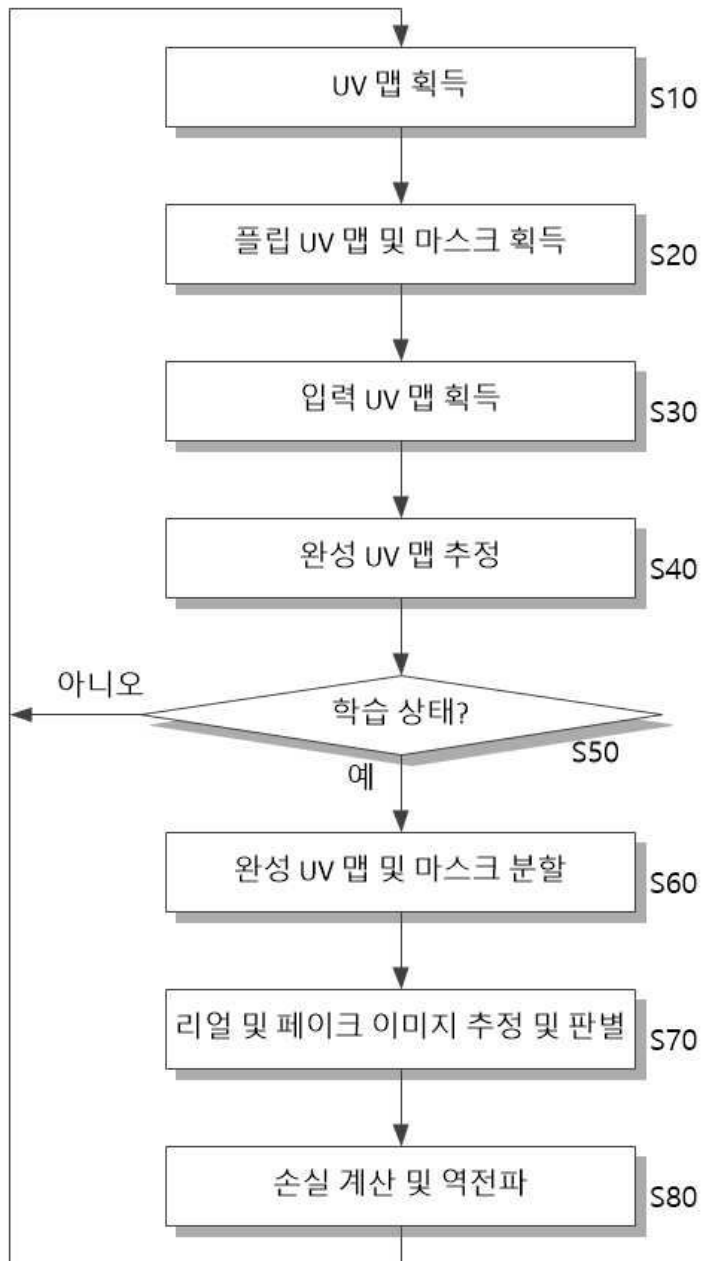 UV 맵 획득
S10
플립 UV 맵 및 마스크 획득
S20
입력 UV 맵 획득
S30
완성 UV 맵 추정
S40
아니오
학습 상태?
S50
예
완성 UV 맵 및 마스크 분할
S60
리얼 및 페이크 이미지 추정 및 판별
S70
손실 계산 및 역전파
S80